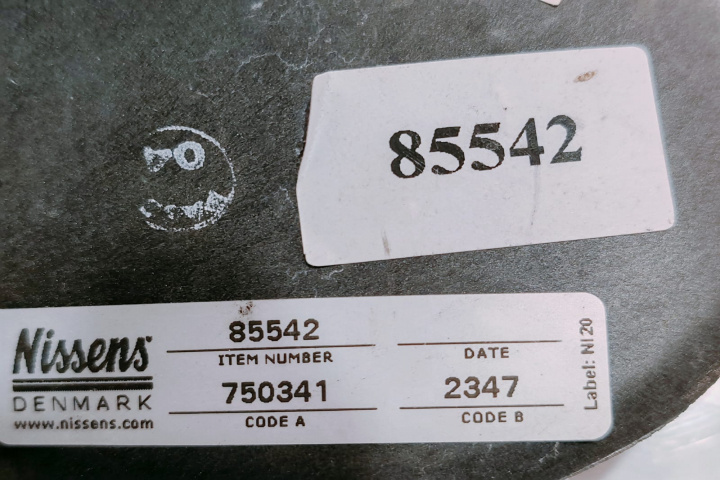 85542
Nissens
DENMARK
www.nissens.com
85542
ITEM NUMBER
DATE
750341
2347
CODE A
CODE B
Label: NI 20